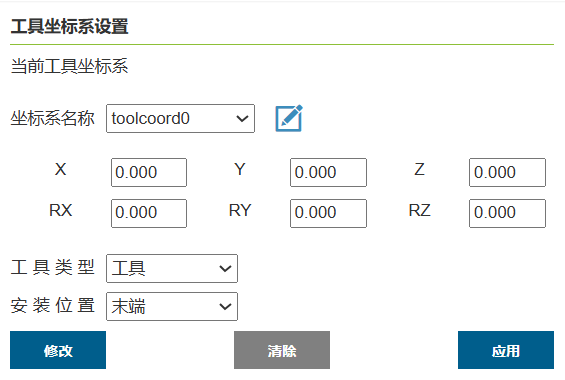 工具坐标系设置
当前工具坐标系
坐标系名称 toolcoord0
X 0.000 Y 0.000 Z 0.000
RX 0.000 RY 0.000 RZ 0.000
工具类型 工具
安装位置 末端
修改 清除 应用